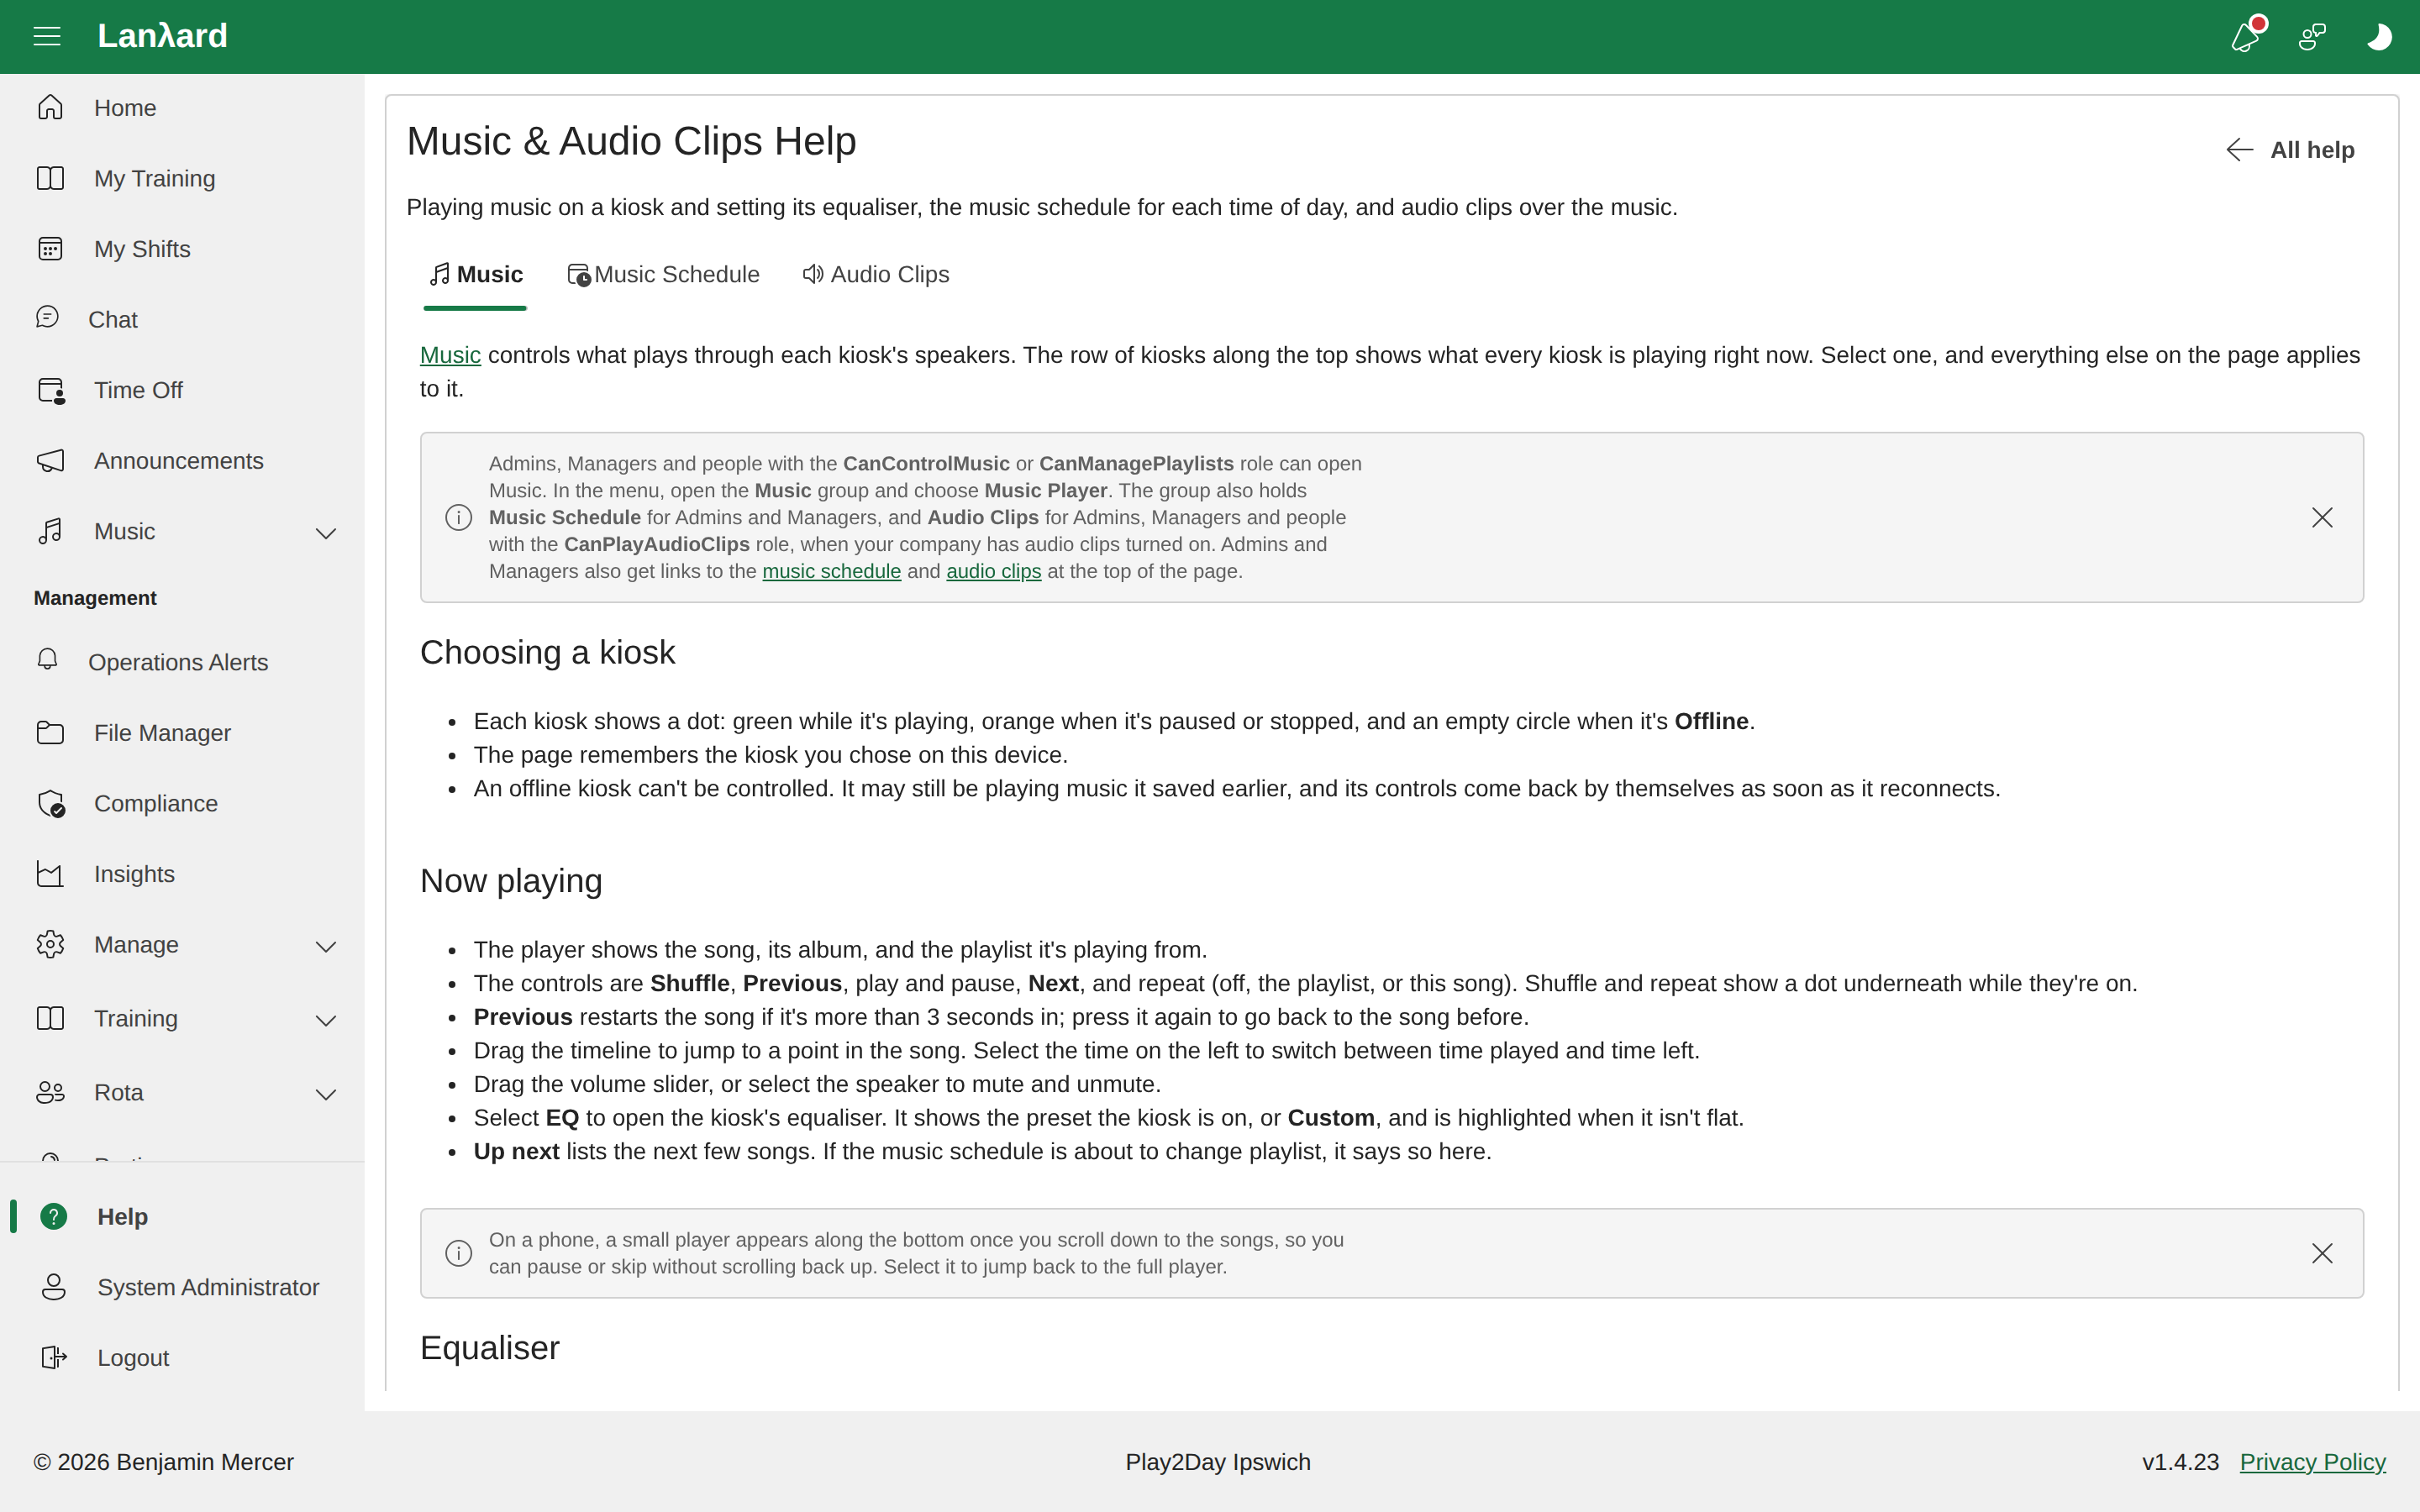 Lanλard
Home
My Training
My Shifts
Chat
Time Off
Announcements
Music
Management
Operations Alerts
File Manager
Compliance
Insights
Manage
Training
Rota
Help
System Administrator
Logout
Music & Audio Clips Help
All help
Playing music on a kiosk and setting its equaliser, the music schedule for each time of day, and audio clips over the music.
Music
Music Schedule
Audio Clips
Music controls what plays through each kiosk's speakers. The row of kiosks along the top shows what every kiosk is playing right now. Select one, and everything else on the page applies
to it.
Admins, Managers and people with the CanControlMusic or CanManagePlaylists role can open
Music. In the menu, open the Music group and choose Music Player. The group also holds
Music Schedule for Admins and Managers, and Audio Clips for Admins, Managers and people
with the CanPlayAudioClips role, when your company has audio clips turned on. Admins and
Managers also get links to the music schedule and audio clips at the top of the page.
Choosing a kiosk
• Each kiosk shows a dot: green while it's playing, orange when it's paused or stopped, and an empty circle when it's Offline.
• The page remembers the kiosk you chose on this device.
• An offline kiosk can't be controlled. It may still be playing music it saved earlier, and its controls come back by themselves as soon as it reconnects.
Now playing
• The player shows the song, its album, and the playlist it's playing from.
• The controls are Shuffle, Previous, play and pause, Next, and repeat (off, the playlist, or this song). Shuffle and repeat show a dot underneath while they're on.
• Previous restarts the song if it's more than 3 seconds in; press it again to go back to the song before.
• Drag the timeline to jump to a point in the song. Select the time on the left to switch between time played and time left.
• Drag the volume slider, or select the speaker to mute and unmute.
• Select EQ to open the kiosk's equaliser. It shows the preset the kiosk is on, or Custom, and is highlighted when it isn't flat.
• Up next lists the next few songs. If the music schedule is about to change playlist, it says so here.
On a phone, a small player appears along the bottom once you scroll down to the songs, so you
can pause or skip without scrolling back up. Select it to jump back to the full player.
Equaliser
© 2026 Benjamin Mercer
Play2Day Ipswich
v1.4.23
Privacy Policy